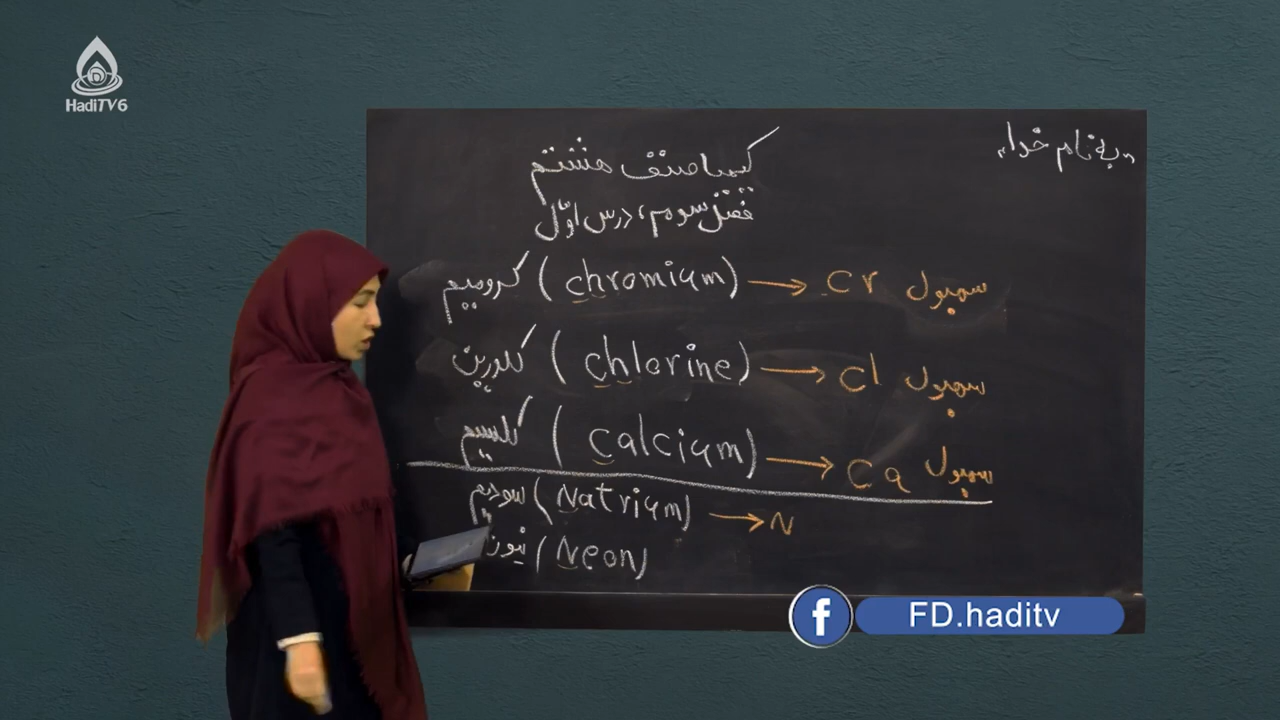 HadiTV6
"به نام خدا"
کیمیا صنف هشتم
فصل سوم، درس اوّل
کرومیم (chromium) → Cr سمبول
کلورین (chlorine) → Cl سمبول
کلسیم (Calcium) → Ca سمبول
سودیم (Natrium) → N
نیون (Neon)
f FD.haditv